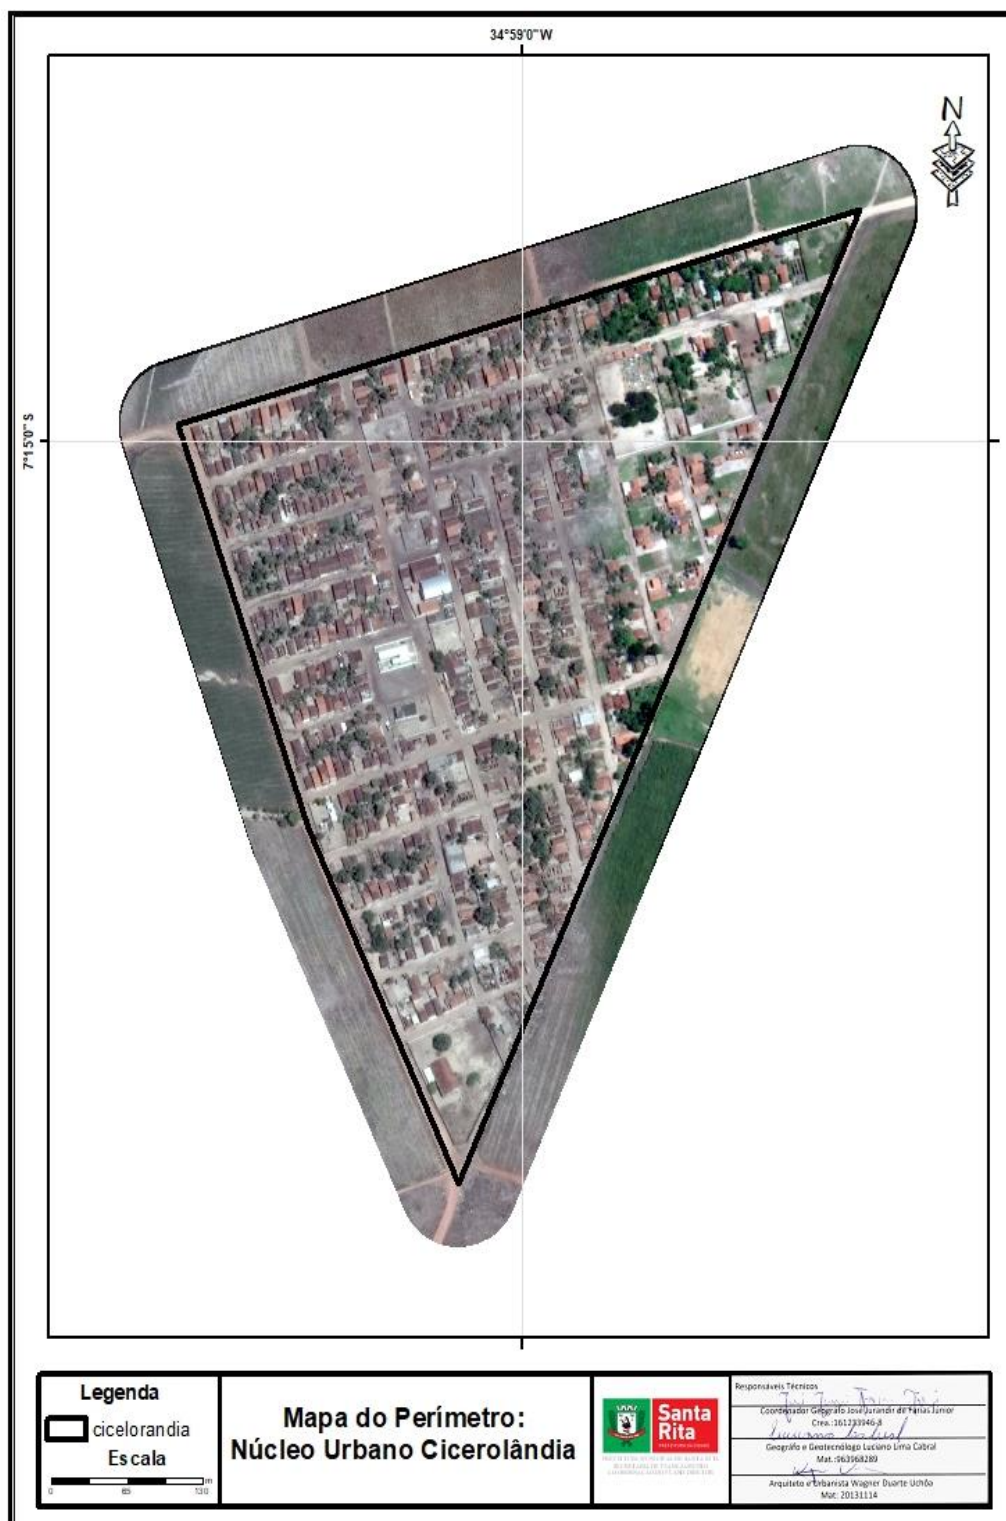 34°59'0"W
N
7°15'0" S
Legenda
cicelorandia
Escala
m
0 65 130
Mapa do Perímetro:
Núcleo Urbano Cicerolândia
Santa
Rita
Responsáveis Técnicos
Coordenador Geógrafo José Jurandir de Farias Júnior
Crea.:161233946-8
Geográfo e Geotecnólogo Luciano Lima Cabral
Mat.:963968289
Arquiteto e Urbanista Wagner Duarte Uchôa
Mat: 20131114